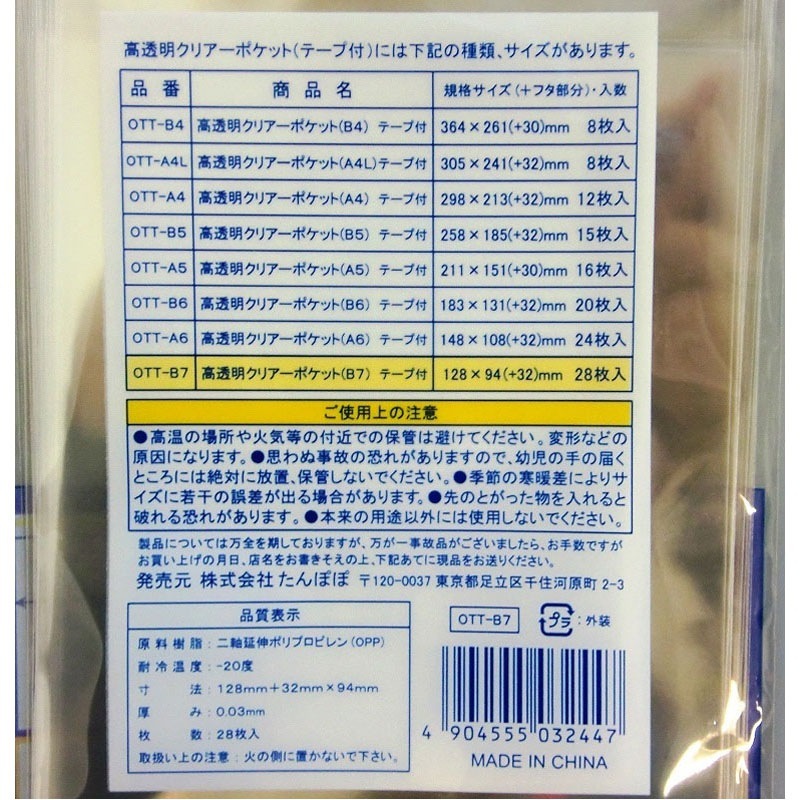 高透明クリアーポケット(テープ付)には下記の種類、サイズがあります。
品番 商品名 規格サイズ(+フタ部分)・入数
OTT-B4 高透明クリアーポケット(B4) テープ付 364×261(+30)mm 8枚入
OTT-A4L 高透明クリアーポケット(A4L) テープ付 305×241(+32)mm 8枚入
OTT-A4 高透明クリアーポケット(A4) テープ付 298×213(+32)mm 12枚入
OTT-B5 高透明クリアーポケット(B5) テープ付 258×185(+32)mm 15枚入
OTT-A5 高透明クリアーポケット(A5) テープ付 211×151(+30)mm 16枚入
OTT-B6 高透明クリアーポケット(B6) テープ付 183×131(+32)mm 20枚入
OTT-A6 高透明クリアーポケット(A6) テープ付 148×108(+32)mm 24枚入
OTT-B7 高透明クリアーポケット(B7) テープ付 128×94(+32)mm 28枚入
ご使用上の注意
●高温の場所や火気等の付近での保管は避けてください。変形などの
原因になります。●思わぬ事故の恐れがありますので、幼児の手の届く
ところには絶対に放置、保管しないでください。●季節の寒暖差によりサ
イズに若干の誤差が出る場合があります。●先のとがった物を入れると
破れる恐れがあります。●本来の用途以外には使用しないでください。
製品については万全を期しておりますが、万が一事故品がございましたら、お手数ですが
お買い上げの月日、店名をお書きそえの上、下記あてに現品をお送りください。
発売元 株式会社たんぽぽ 〒120-0037 東京都足立区千住河原町2-3
品質表示
原料樹脂:二軸延伸ポリプロピレン(OPP)
耐冷温度:-20度
寸法:128mm+32mm×94mm
厚み:0.03mm
枚数:28枚入
取扱い上の注意:火の側に置かないで下さい。
OTT-B7 プラ:外装
4 904555 032447
MADE IN CHINA